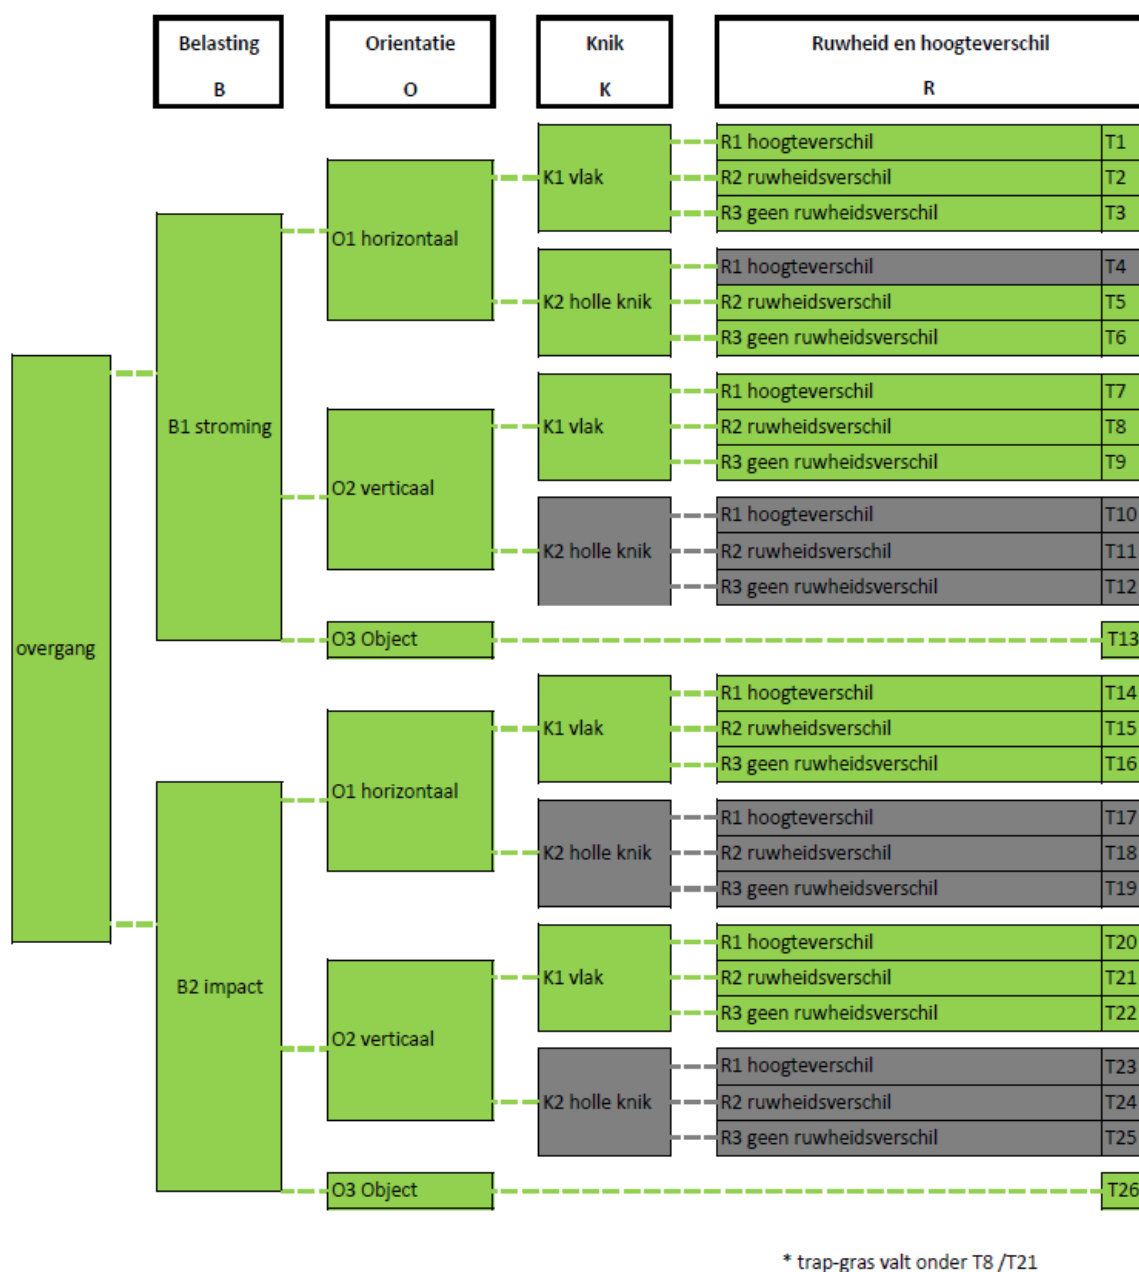 Belasting
B
Orientatie
O
Knik
K
Ruwheid en hoogteverschil
R
overgang
B1 stroming
O1 horizontaal
K1 vlak
R1 hoogteverschil T1
R2 ruwheidsverschil T2
R3 geen ruwheidsverschil T3
K2 holle knik
R1 hoogteverschil T4
R2 ruwheidsverschil T5
R3 geen ruwheidsverschil T6
O2 verticaal
K1 vlak
R1 hoogteverschil T7
R2 ruwheidsverschil T8
R3 geen ruwheidsverschil T9
K2 holle knik
R1 hoogteverschil T10
R2 ruwheidsverschil T11
R3 geen ruwheidsverschil T12
O3 Object T13
B2 impact
O1 horizontaal
K1 vlak
R1 hoogteverschil T14
R2 ruwheidsverschil T15
R3 geen ruwheidsverschil T16
K2 holle knik
R1 hoogteverschil T17
R2 ruwheidsverschil T18
R3 geen ruwheidsverschil T19
O2 verticaal
K1 vlak
R1 hoogteverschil T20
R2 ruwheidsverschil T21
R3 geen ruwheidsverschil T22
K2 holle knik
R1 hoogteverschil T23
R2 ruwheidsverschil T24
R3 geen ruwheidsverschil T25
O3 Object T26
* trap-gras valt onder T8 /T21